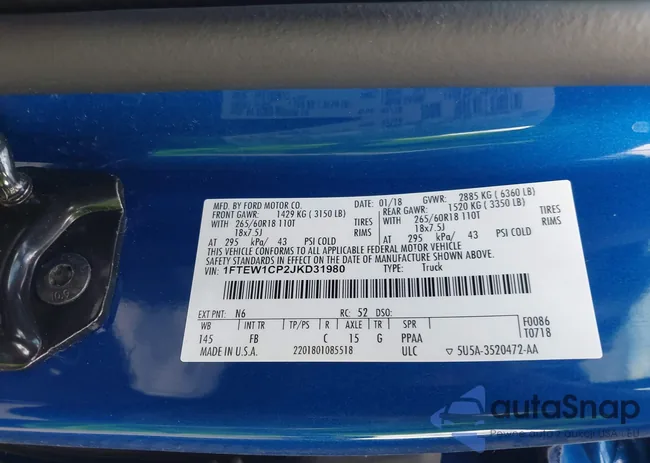 MFD. BY FORD MOTOR CO.
01/18 GVWR: 2885 KG ( 6360 LB)
FRONT GAWR: 1429 KG ( 3150 LB) REAR GAWR: 1520 KG ( 3350 LB)
WITH 265/60R18 110T TIRES WITH 265/60R18 110T TIRES
18x7.5J RIMS 18x7.5J RIMS
AT 295 kPa/ 43 PSI COLD AT 295 kPa/ 43 PSI COLD
THIS VEHICLE CONFORMS TO ALL APPLICABLE FEDERAL MOTOR VEHICLE
SAFETY STANDARDS IN EFFECT ON THE DATE OF MANUFACTURE SHOWN ABOVE.
VIN: 1FTEW1CP2JKD31980 TYPE: Truck
EXT PNT: N6 RC: 52 DSO: F0086
WB INT TR TP/PS R AXLE TR SPR T0718
145 FB C 15 G PPAA
MADE IN U.S.A. 2201801085518 ULC ▽ 5U5A-3520472-AA
10.9
autaSnap